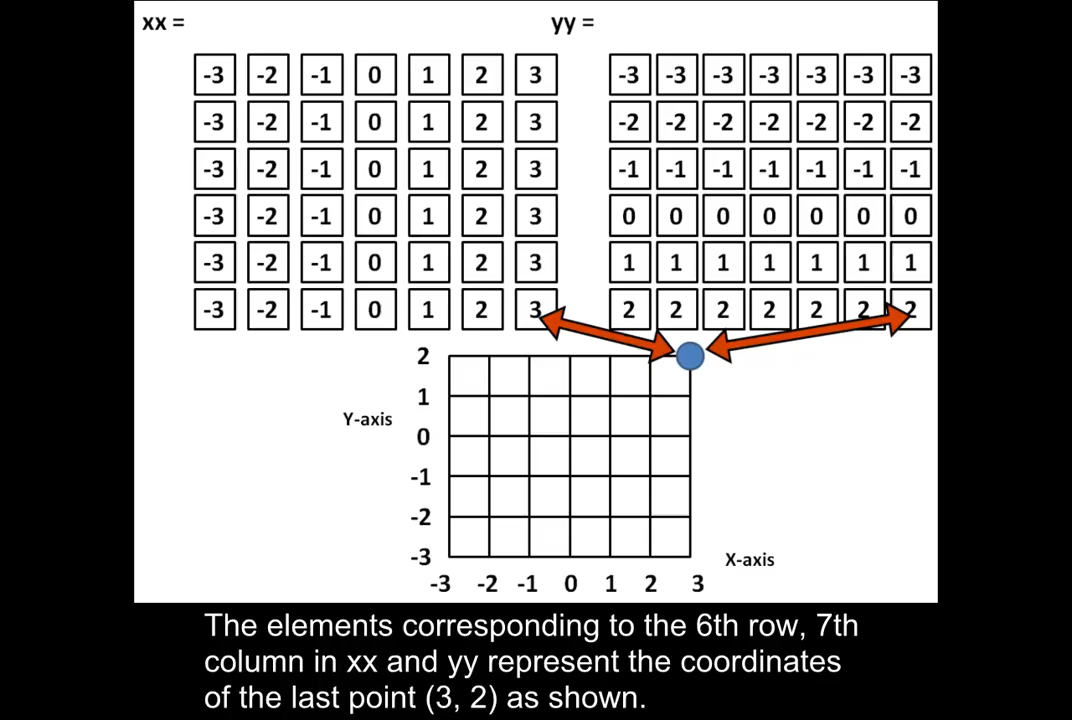 xx = yy =
-3 -2 -1 0 1 2 3 -3 -3 -3 -3 -3 -3 -3
-3 -2 -1 0 1 2 3 -2 -2 -2 -2 -2 -2 -2
-3 -2 -1 0 1 2 3 -1 -1 -1 -1 -1 -1 -1
-3 -2 -1 0 1 2 3 0 0 0 0 0 0 0
-3 -2 -1 0 1 2 3 1 1 1 1 1 1 1
-3 -2 -1 0 1 2 3 2 2 2 2 2 2 2
2
1
Y-axis
0
-1
-2
-3
X-axis
-3 -2 -1 0 1 2 3
The elements corresponding to the 6th row, 7th
column in xx and yy represent the coordinates
of the last point (3, 2) as shown.